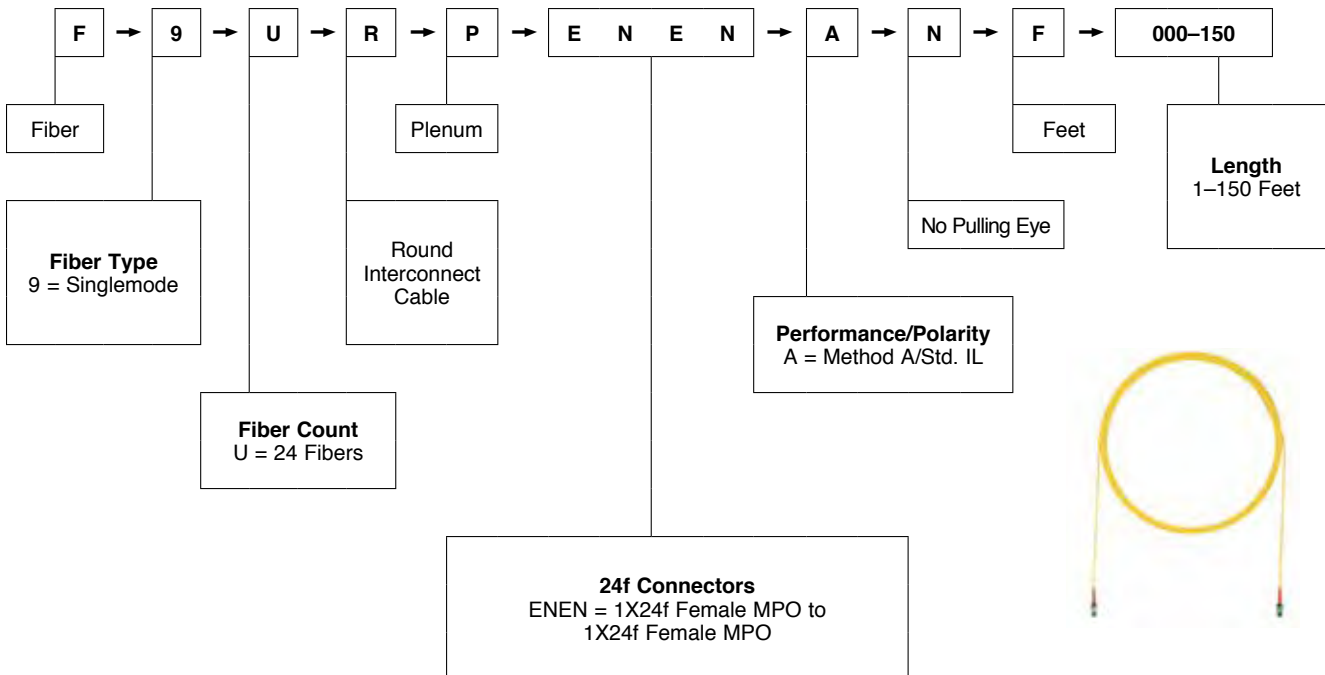 F → 9 → U → R → P → E N E N → A → N → F → 000–150
Fiber
Plenum
Feet
Length
1–150 Feet
No Pulling Eye
Fiber Type
9 = Singlemode
Round
Interconnect
Cable
Performance/Polarity
A = Method A/Std. IL
Fiber Count
U = 24 Fibers
24f Connectors
ENEN = 1X24f Female MPO to
1X24f Female MPO